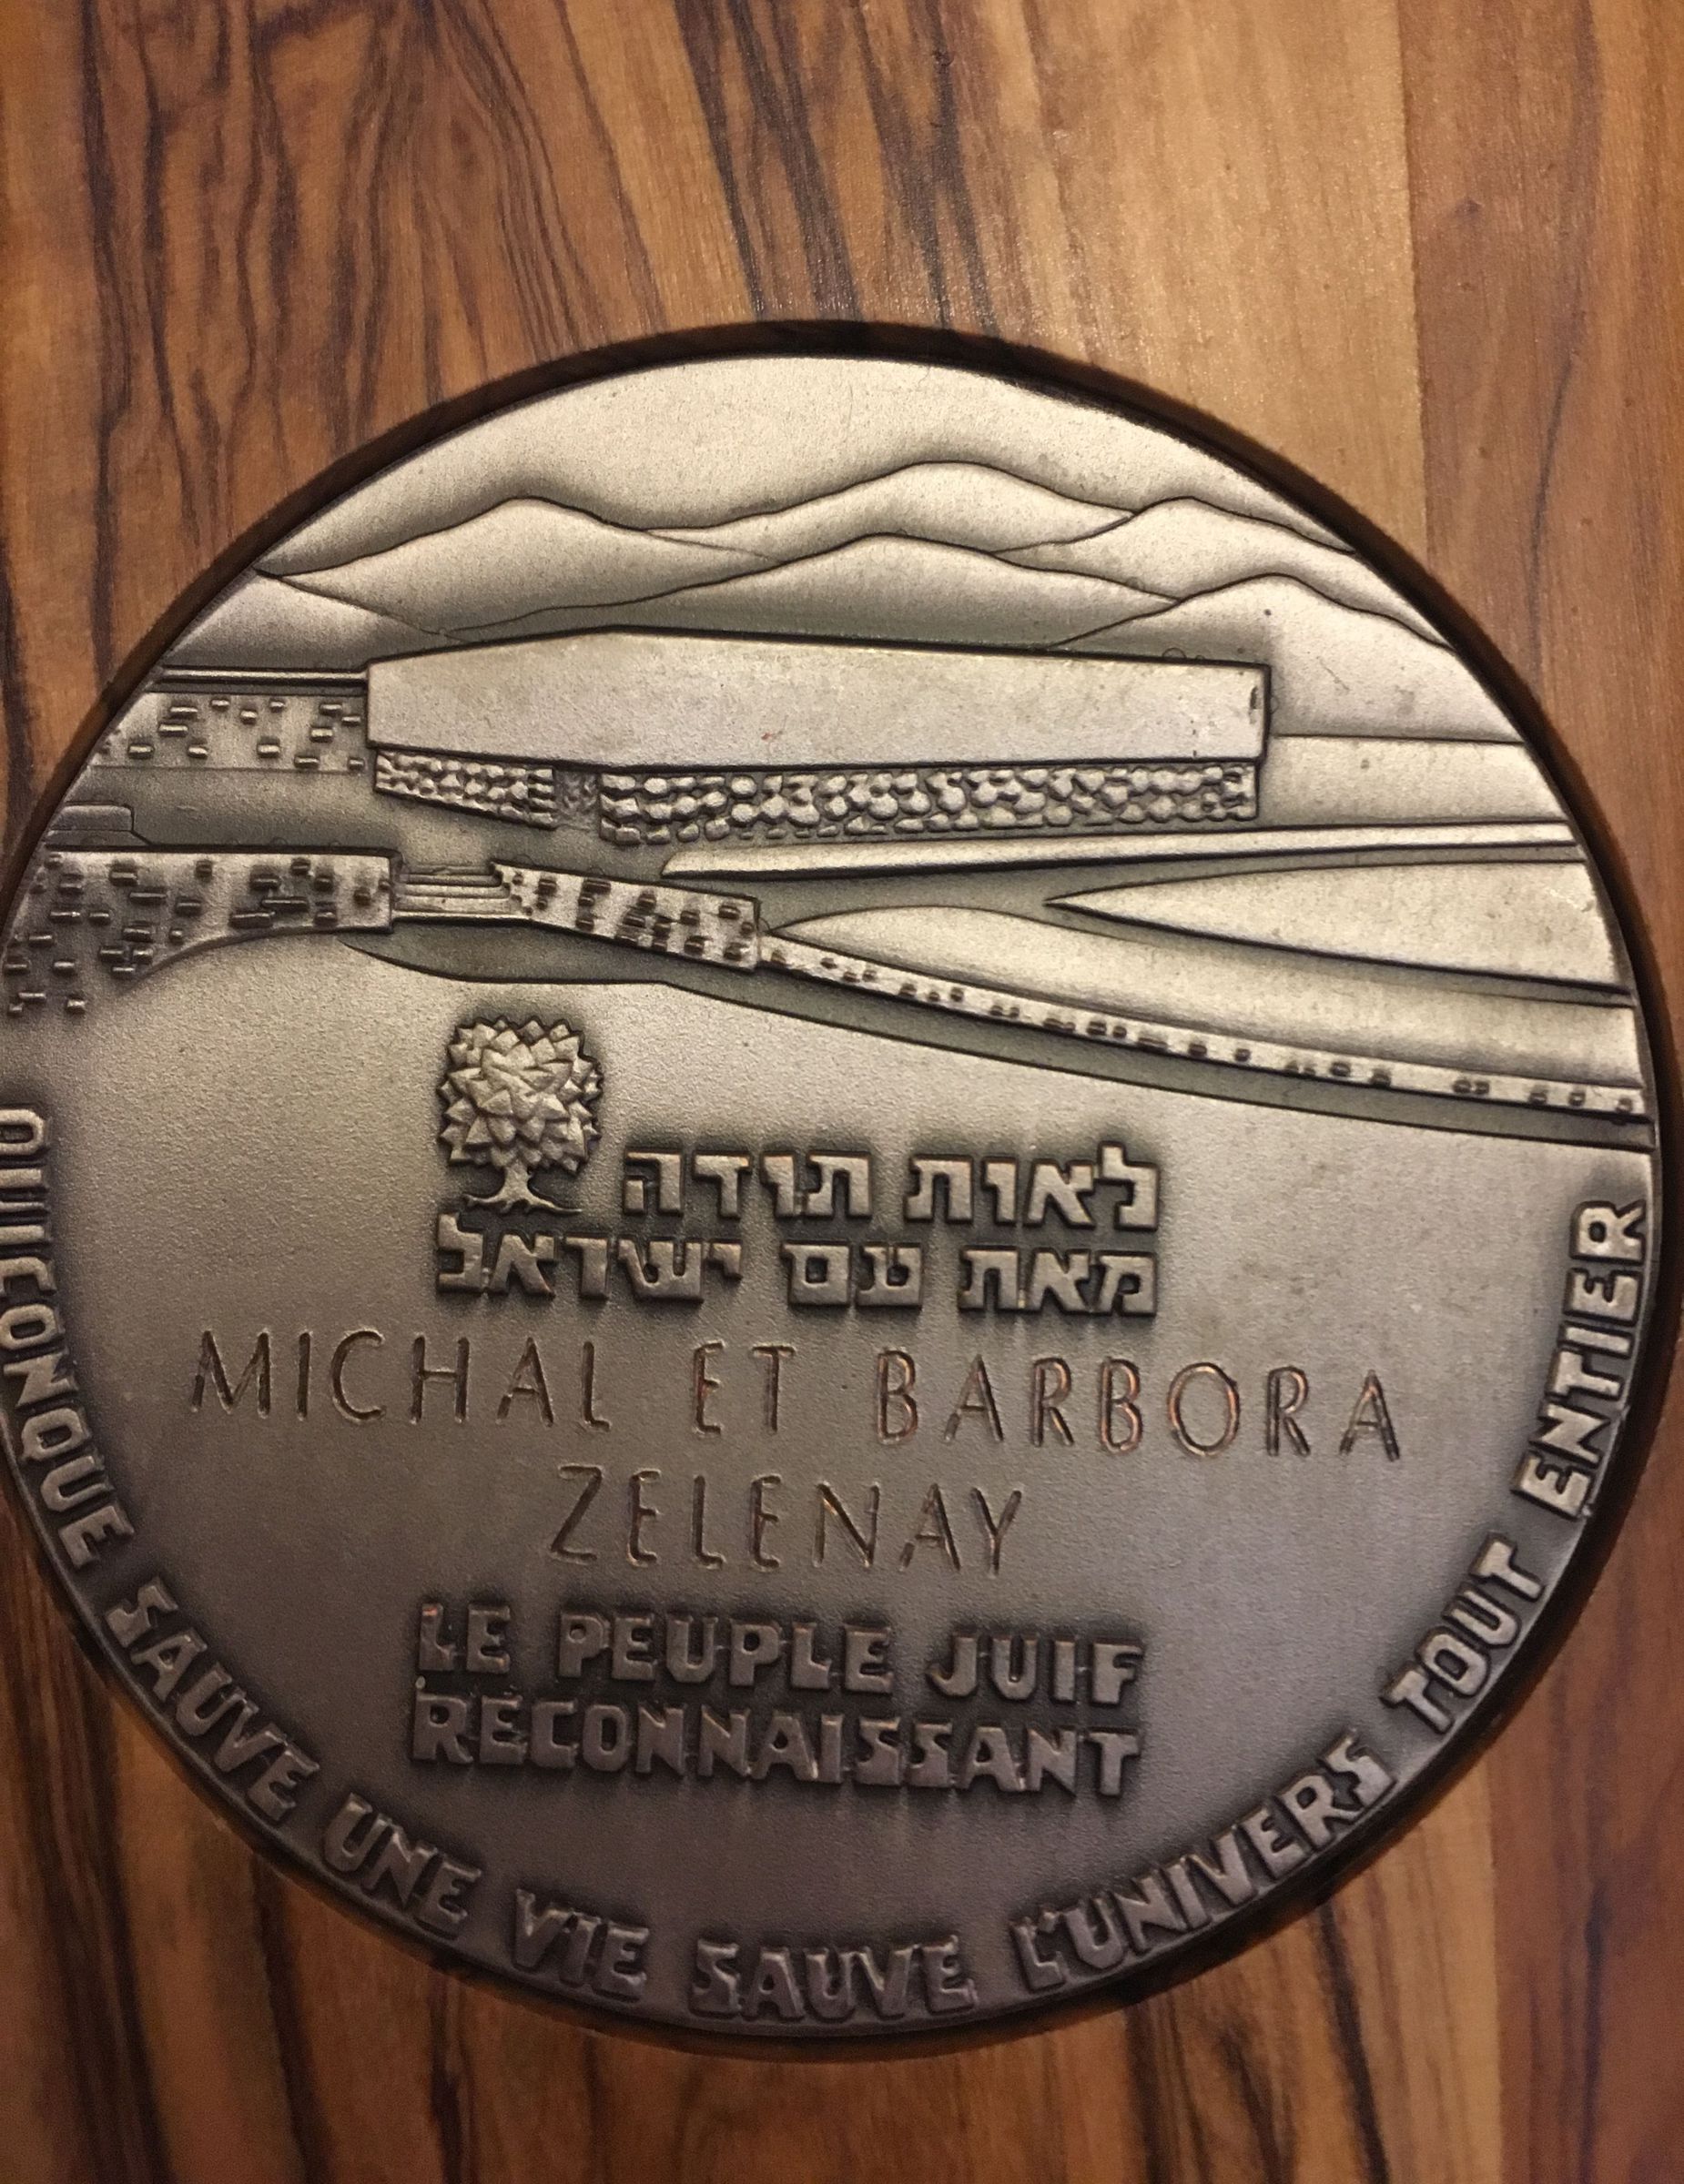 לאות תודה
מאת עם ישראל
MICHAL ET BARBORA
ZELENAY
LE PEUPLE JUIF
RECONNAISSANT
QUICONQUE SAUVE UNE VIE SAUVE L'UNIVERS TOUT ENTIER